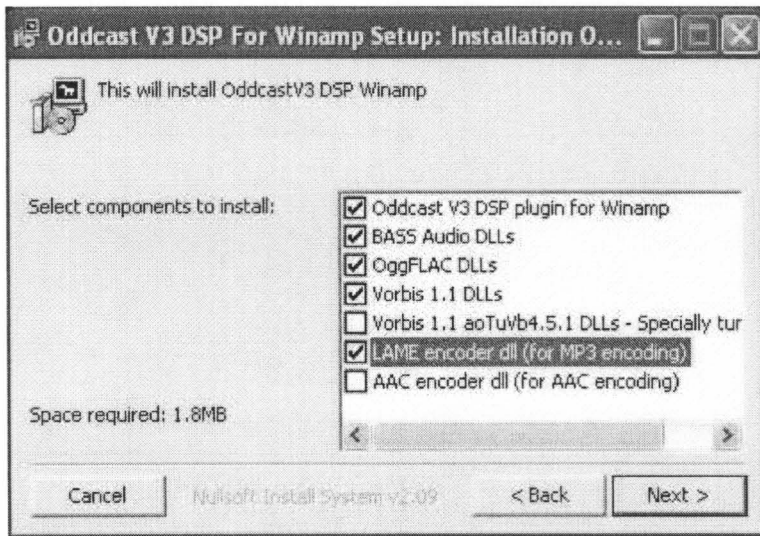 Oddcast V3 DSP For Winamp Setup: Installation O...
This will install OddcastV3 DSP Winamp
Select components to install:
Oddcast V3 DSP plugin for Winamp
BASS Audio DLLs
OggFLAC DLLs
Vorbis 1.1 DLLs
Vorbis 1.1 aoTuVb4.5.1 DLLs - Specially tur
LAME encoder dll (for MP3 encoding)
AAC encoder dll (for AAC encoding)
Space required: 1.8MB
Cancel
Nullsoft Install System v2.09
< Back
Next >